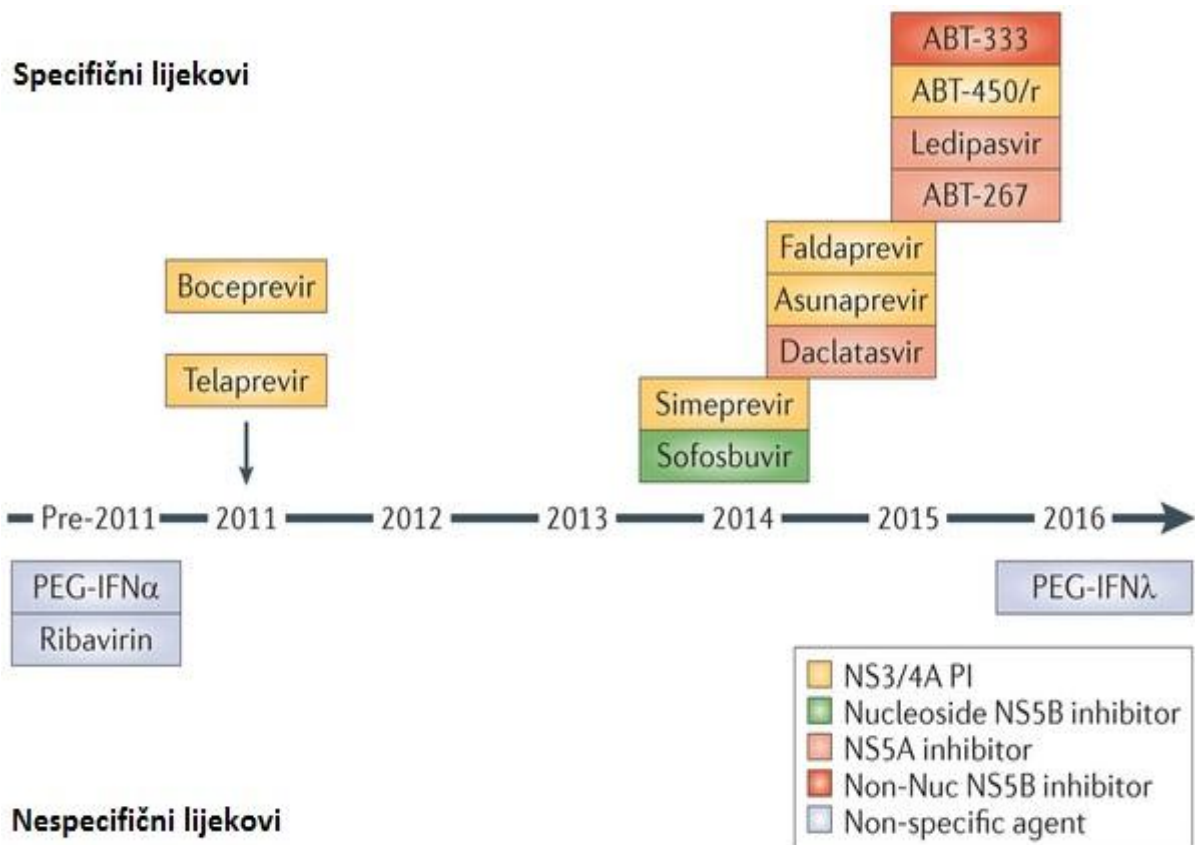 Specifični lijekovi
ABT-333
ABT-450/r
Ledipasvir
ABT-267
Faldaprevir
Asunaprevir
Daclatasvir
Boceprevir
Telaprevir
Simeprevir
Sofosbuvir
Pre-2011 2011 2012 2013 2014 2015 2016
PEG-IFNα
Ribavirin
PEG-IFNλ
NS3/4A PI
Nucleoside NS5B inhibitor
NS5A inhibitor
Non-Nuc NS5B inhibitor
Non-specific agent
Nespecifični lijekovi